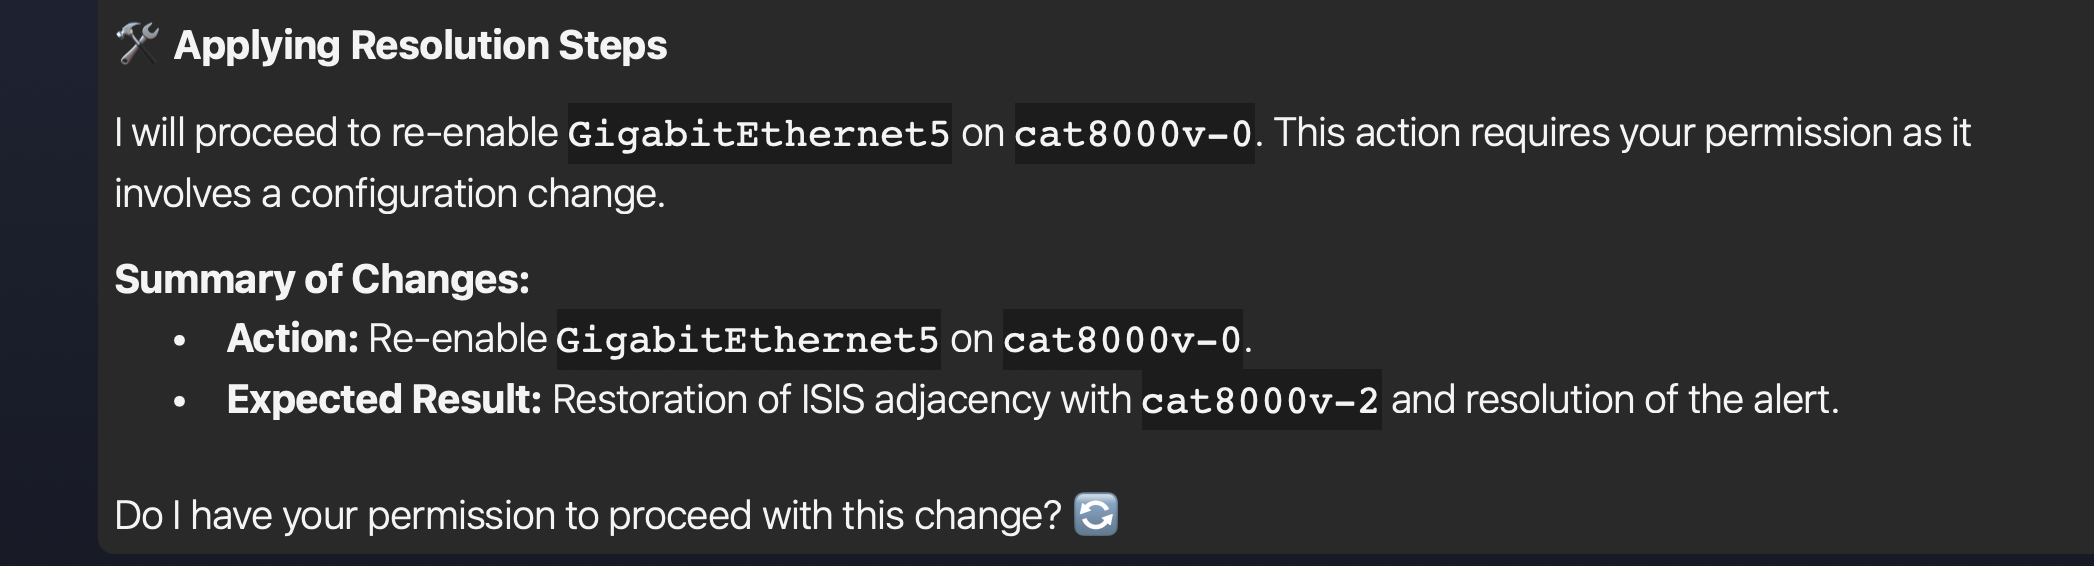 🛠 Applying Resolution Steps
I will proceed to re-enable GigabitEthernet5 on cat8000v-0. This action requires your permission as it
involves a configuration change.
Summary of Changes:
• Action: Re-enable GigabitEthernet5 on cat8000v-0.
• Expected Result: Restoration of ISIS adjacency with cat8000v-2 and resolution of the alert.
Do I have your permission to proceed with this change? 🔄